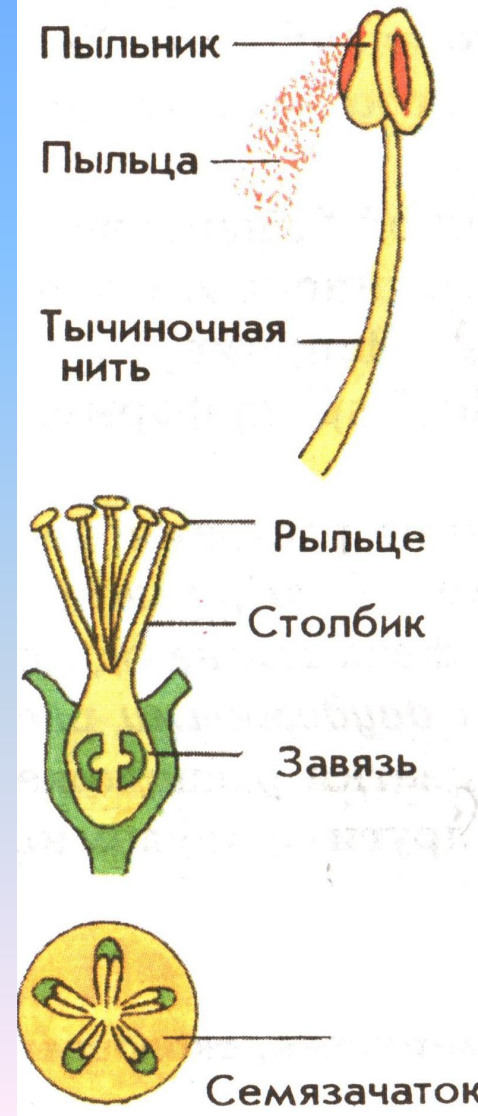 Пыльник
Пыльца
Тычиночная
нить
Рыльце
Столбик
Завязь
Семязачаток